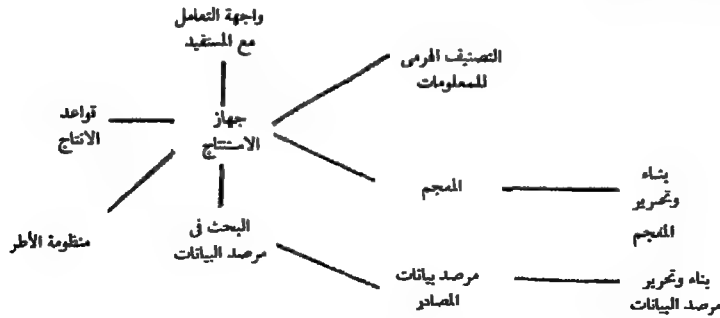 واجهة التعامل
مع المستفيد
التصنيف الهرمى
للمعلومات
قواعد
الانتاج
جهاز
الاستنتاج
المعجم
بناء
وتحرير
المعجم
منظومة الأطر
البحث فى
مرصد البيانات
مرصد بيانات
المصادر
بناء وتحرير
مرصد البيانات